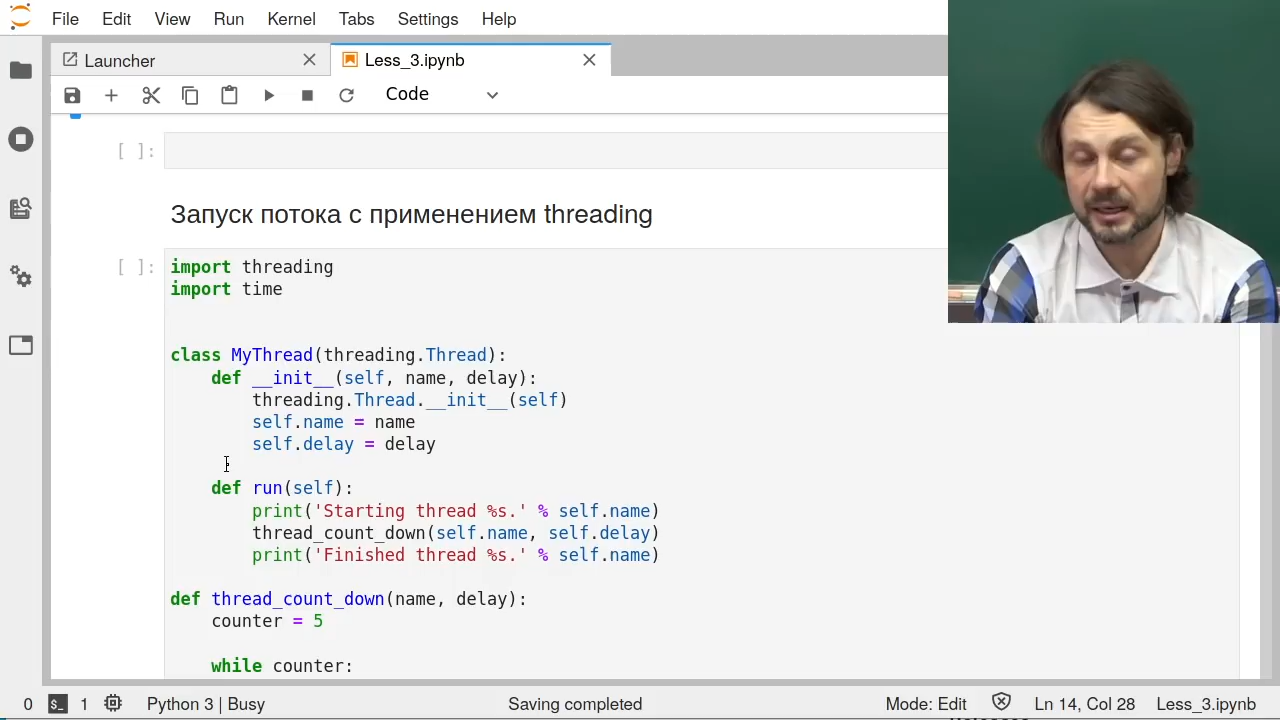 File Edit View Run Kernel Tabs Settings Help
Launcher Less_3.ipynb
Code
[ ]:
Запуск потока с применением threading
[ ]:
import threading
import time
class MyThread(threading.Thread):
def __init__(self, name, delay):
threading.Thread.__init__(self)
self.name = name
self.delay = delay
def run(self):
print('Starting thread %s.' % self.name)
thread_count_down(self.name, self.delay)
print('Finished thread %s.' % self.name)
def thread_count_down(name, delay):
counter = 5
while counter:
0 $_ 1 Python 3 | Busy Saving completed Mode: Edit Ln 14, Col 28 Less_3.ipynb